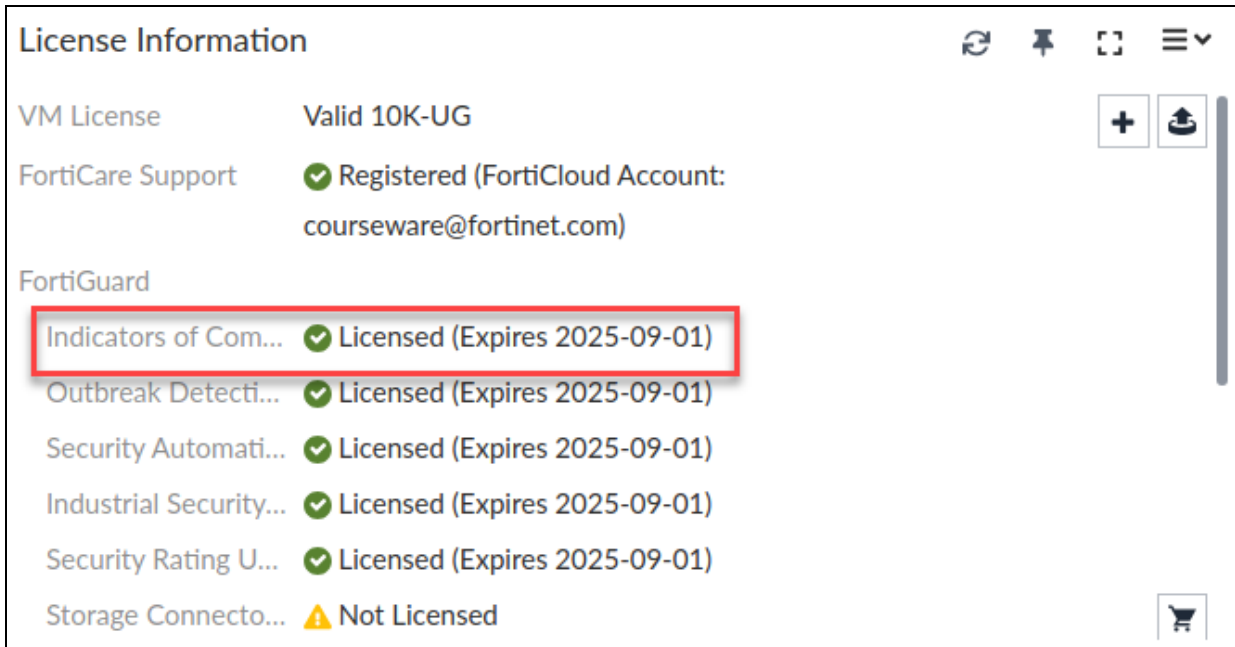 License Information
VM License Valid 10K-UG
FortiCare Support Registered (FortiCloud Account:
courseware@fortinet.com)
FortiGuard
Indicators of Com... Licensed (Expires 2025-09-01)
Outbreak Detecti... Licensed (Expires 2025-09-01)
Security Automati... Licensed (Expires 2025-09-01)
Industrial Security... Licensed (Expires 2025-09-01)
Security Rating U... Licensed (Expires 2025-09-01)
Storage Connecto... Not Licensed